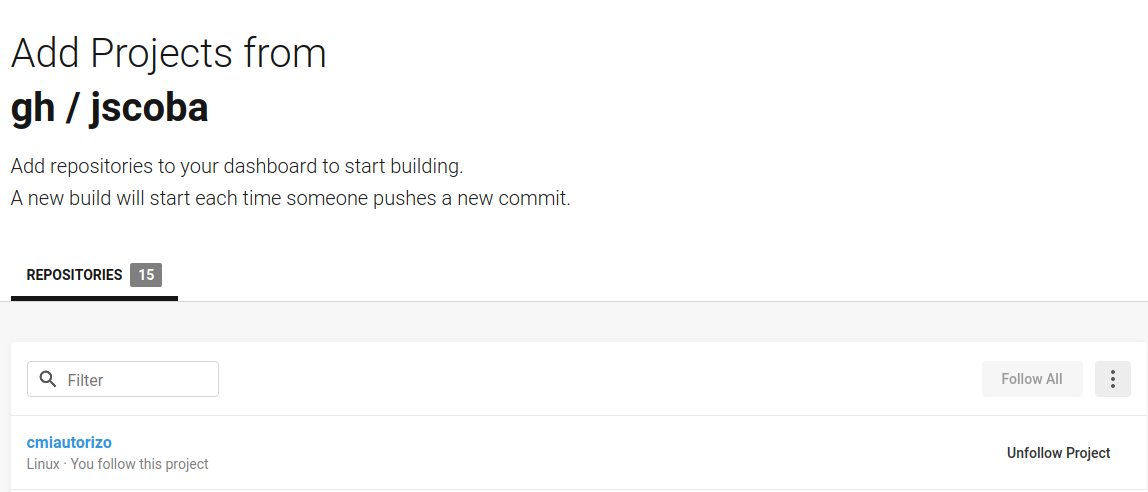 Add Projects from
gh / jscoba
Add repositories to your dashboard to start building.
A new build will start each time someone pushes a new commit.
REPOSITORIES 15
Filter Follow All
cmiautorizo
Linux · You follow this project Unfollow Project